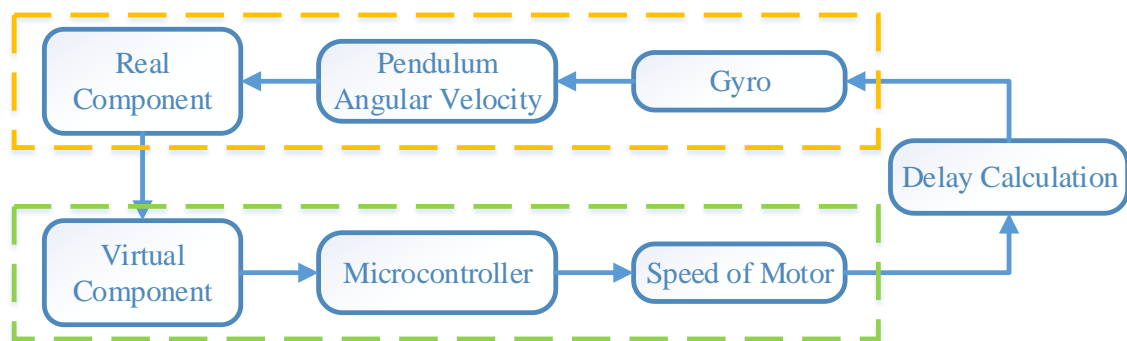 Real
Component
Pendulum
Angular Velocity
Gyro
Delay Calculation
Virtual
Component
Microcontroller
Speed of Motor